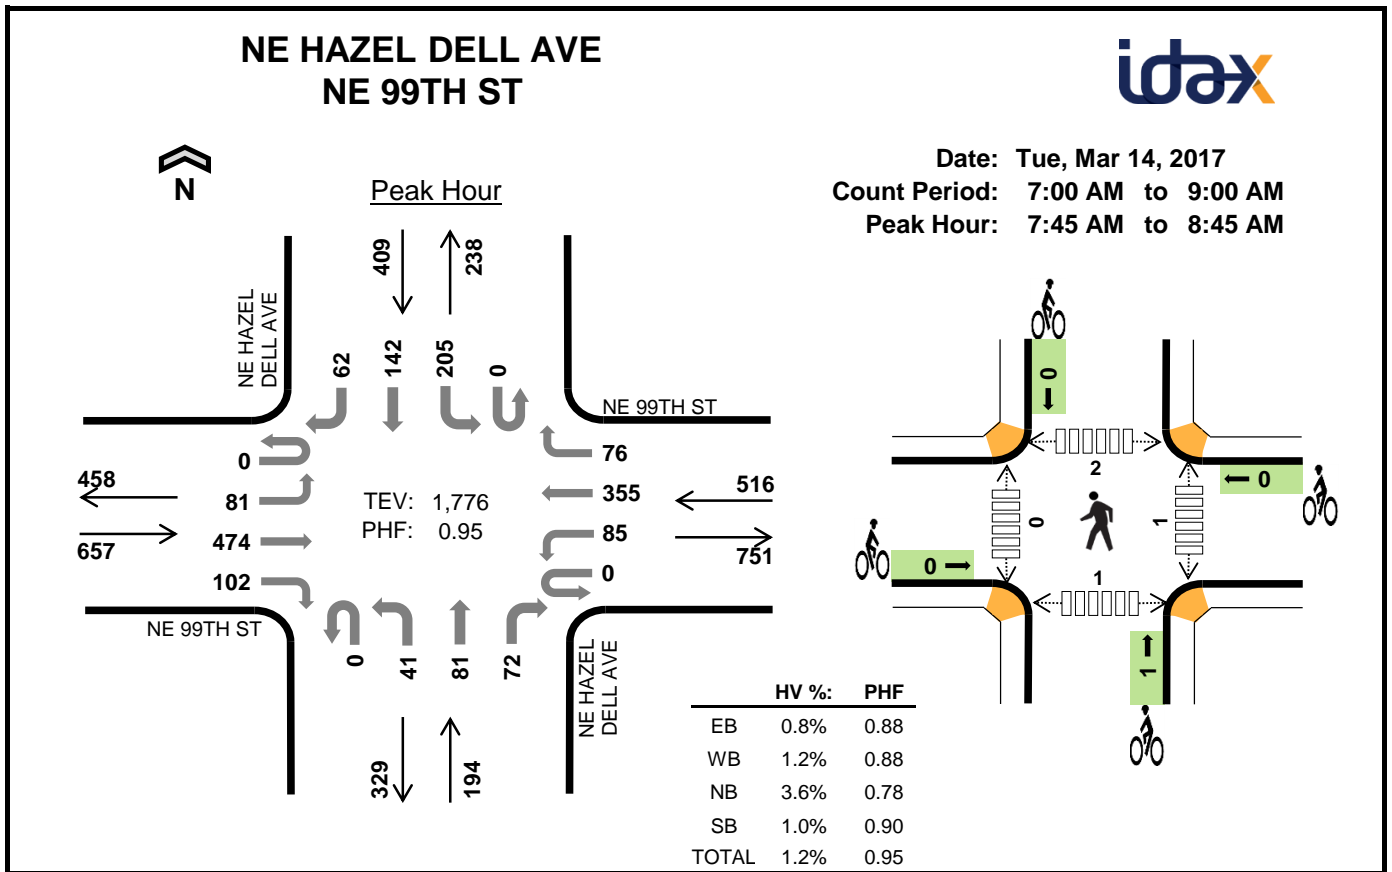 NE HAZEL DELL AVE
NE 99TH ST
idax
N
Peak Hour
Date: Tue, Mar 14, 2017
Count Period: 7:00 AM to 9:00 AM
Peak Hour: 7:45 AM to 8:45 AM
409
238
NE HAZEL
DELL AVE
62
142
205
0
NE 99TH ST
0
81
474
102
458
657
TEV: 1,776
PHF: 0.95
76
355
85
0
516
751
NE 99TH ST
0
41
81
72
NE HAZEL
DELL AVE
329
194
0
2
0
0
1
0
1
1
HV %: PHF
EB 0.8% 0.88
WB 1.2% 0.88
NB 3.6% 0.78
SB 1.0% 0.90
TOTAL 1.2% 0.95